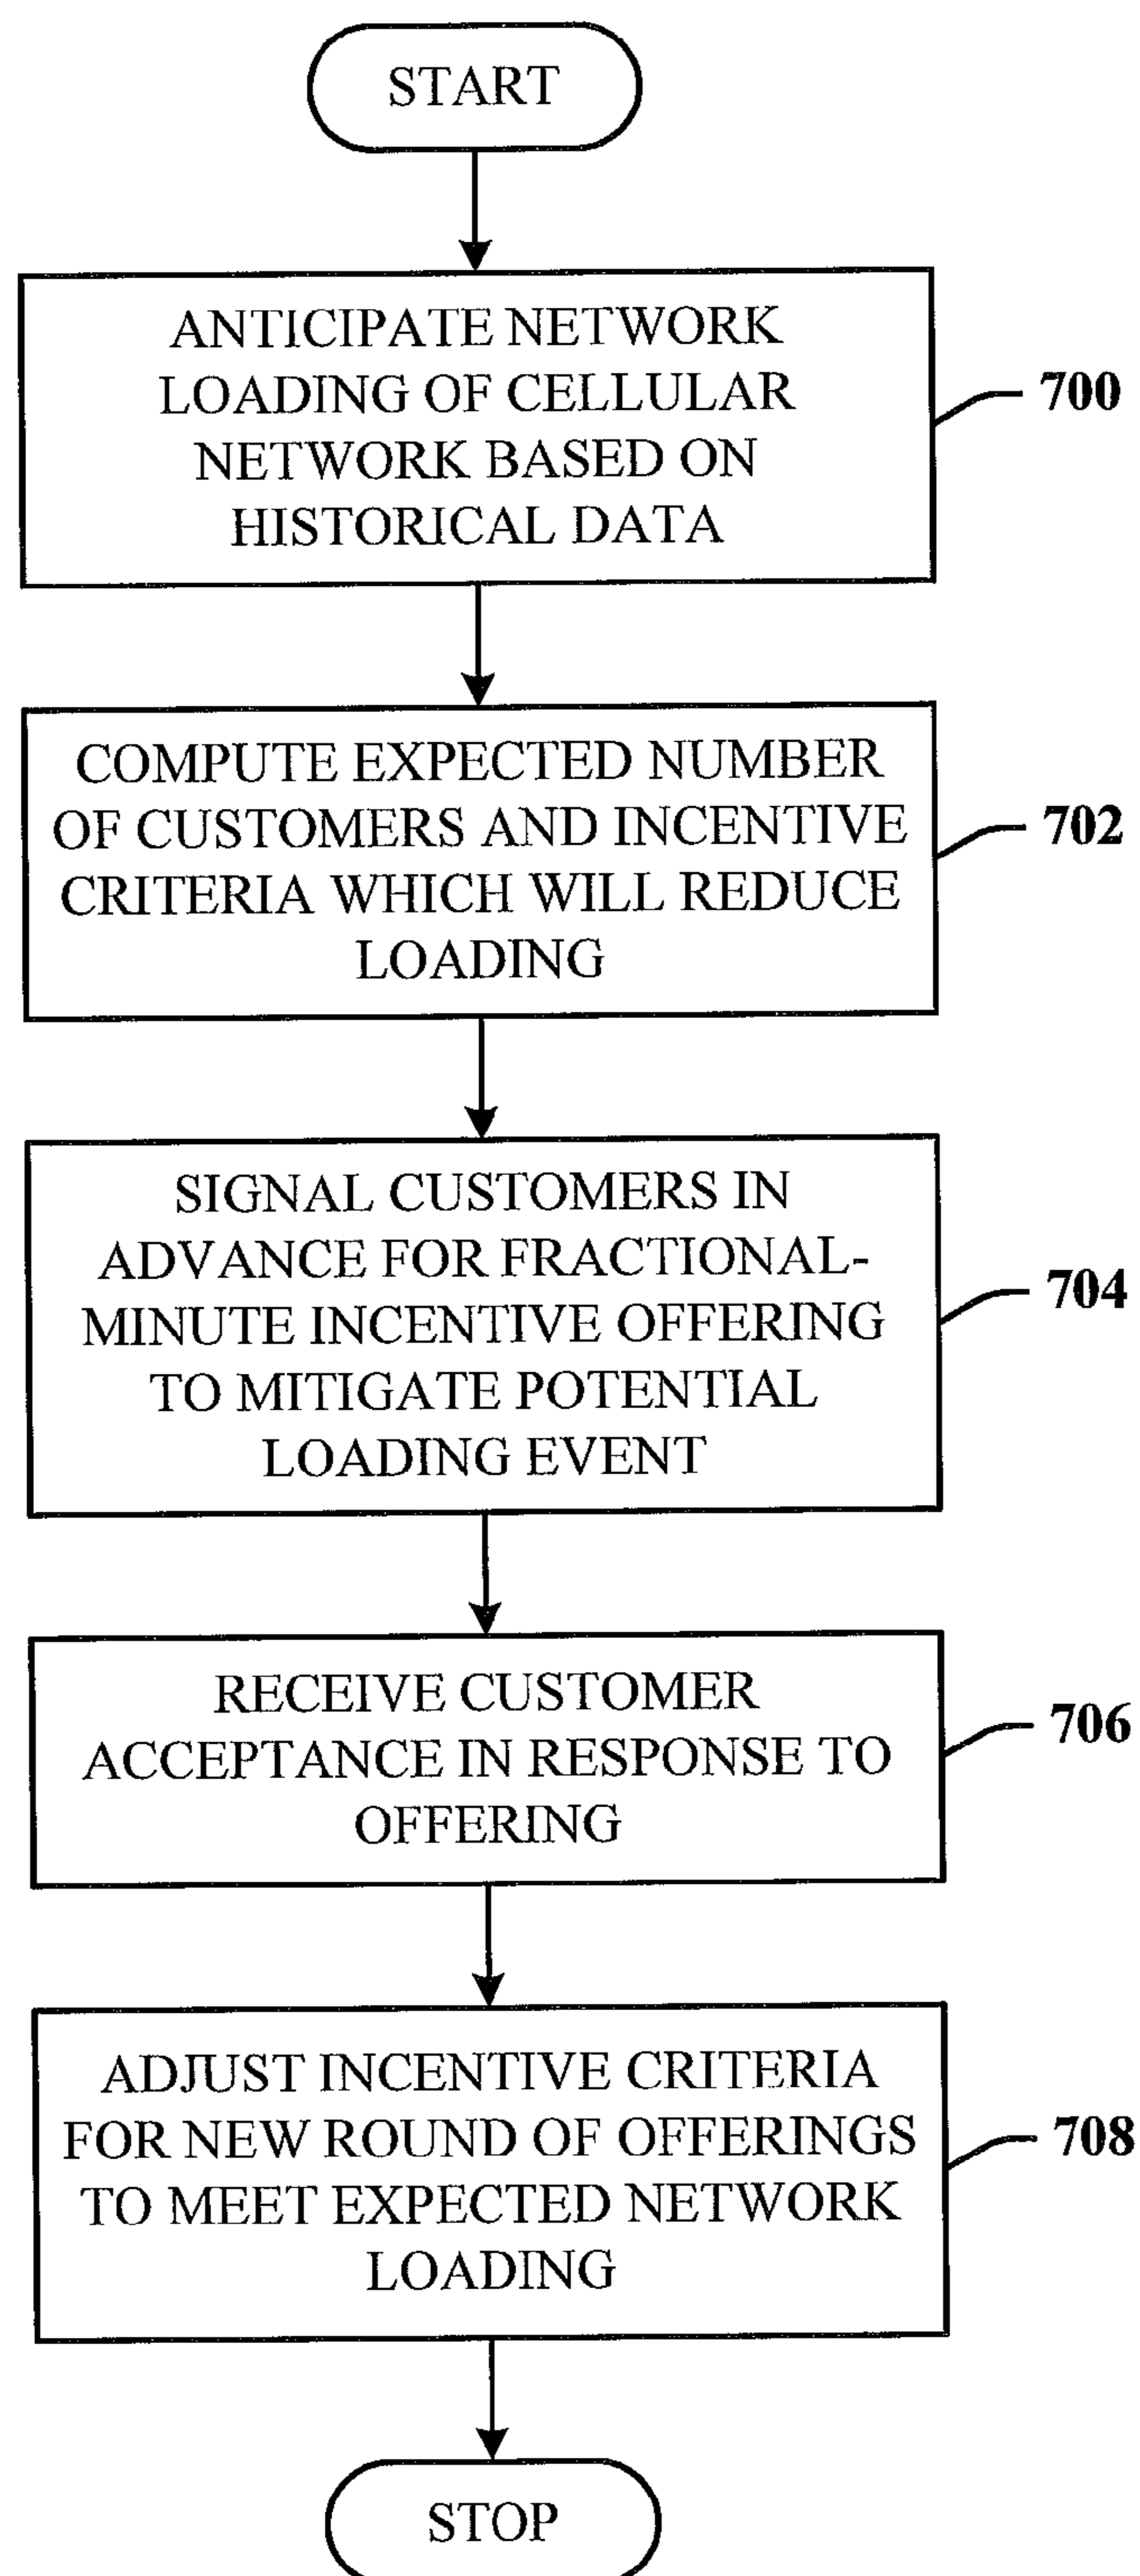 START
ANTICIPATE NETWORK
LOADING OF CELLULAR
NETWORK BASED ON
HISTORICAL DATA
700
COMPUTE EXPECTED NUMBER
OF CUSTOMERS AND INCENTIVE
CRITERIA WHICH WILL REDUCE
LOADING
702
SIGNAL CUSTOMERS IN
ADVANCE FOR FRACTIONAL-
MINUTE INCENTIVE OFFERING
TO MITIGATE POTENTIAL
LOADING EVENT
704
RECEIVE CUSTOMER
ACCEPTANCE IN RESPONSE TO
OFFERING
706
ADJUST INCENTIVE CRITERIA
FOR NEW ROUND OF OFFERINGS
TO MEET EXPECTED NETWORK
LOADING
708
STOP